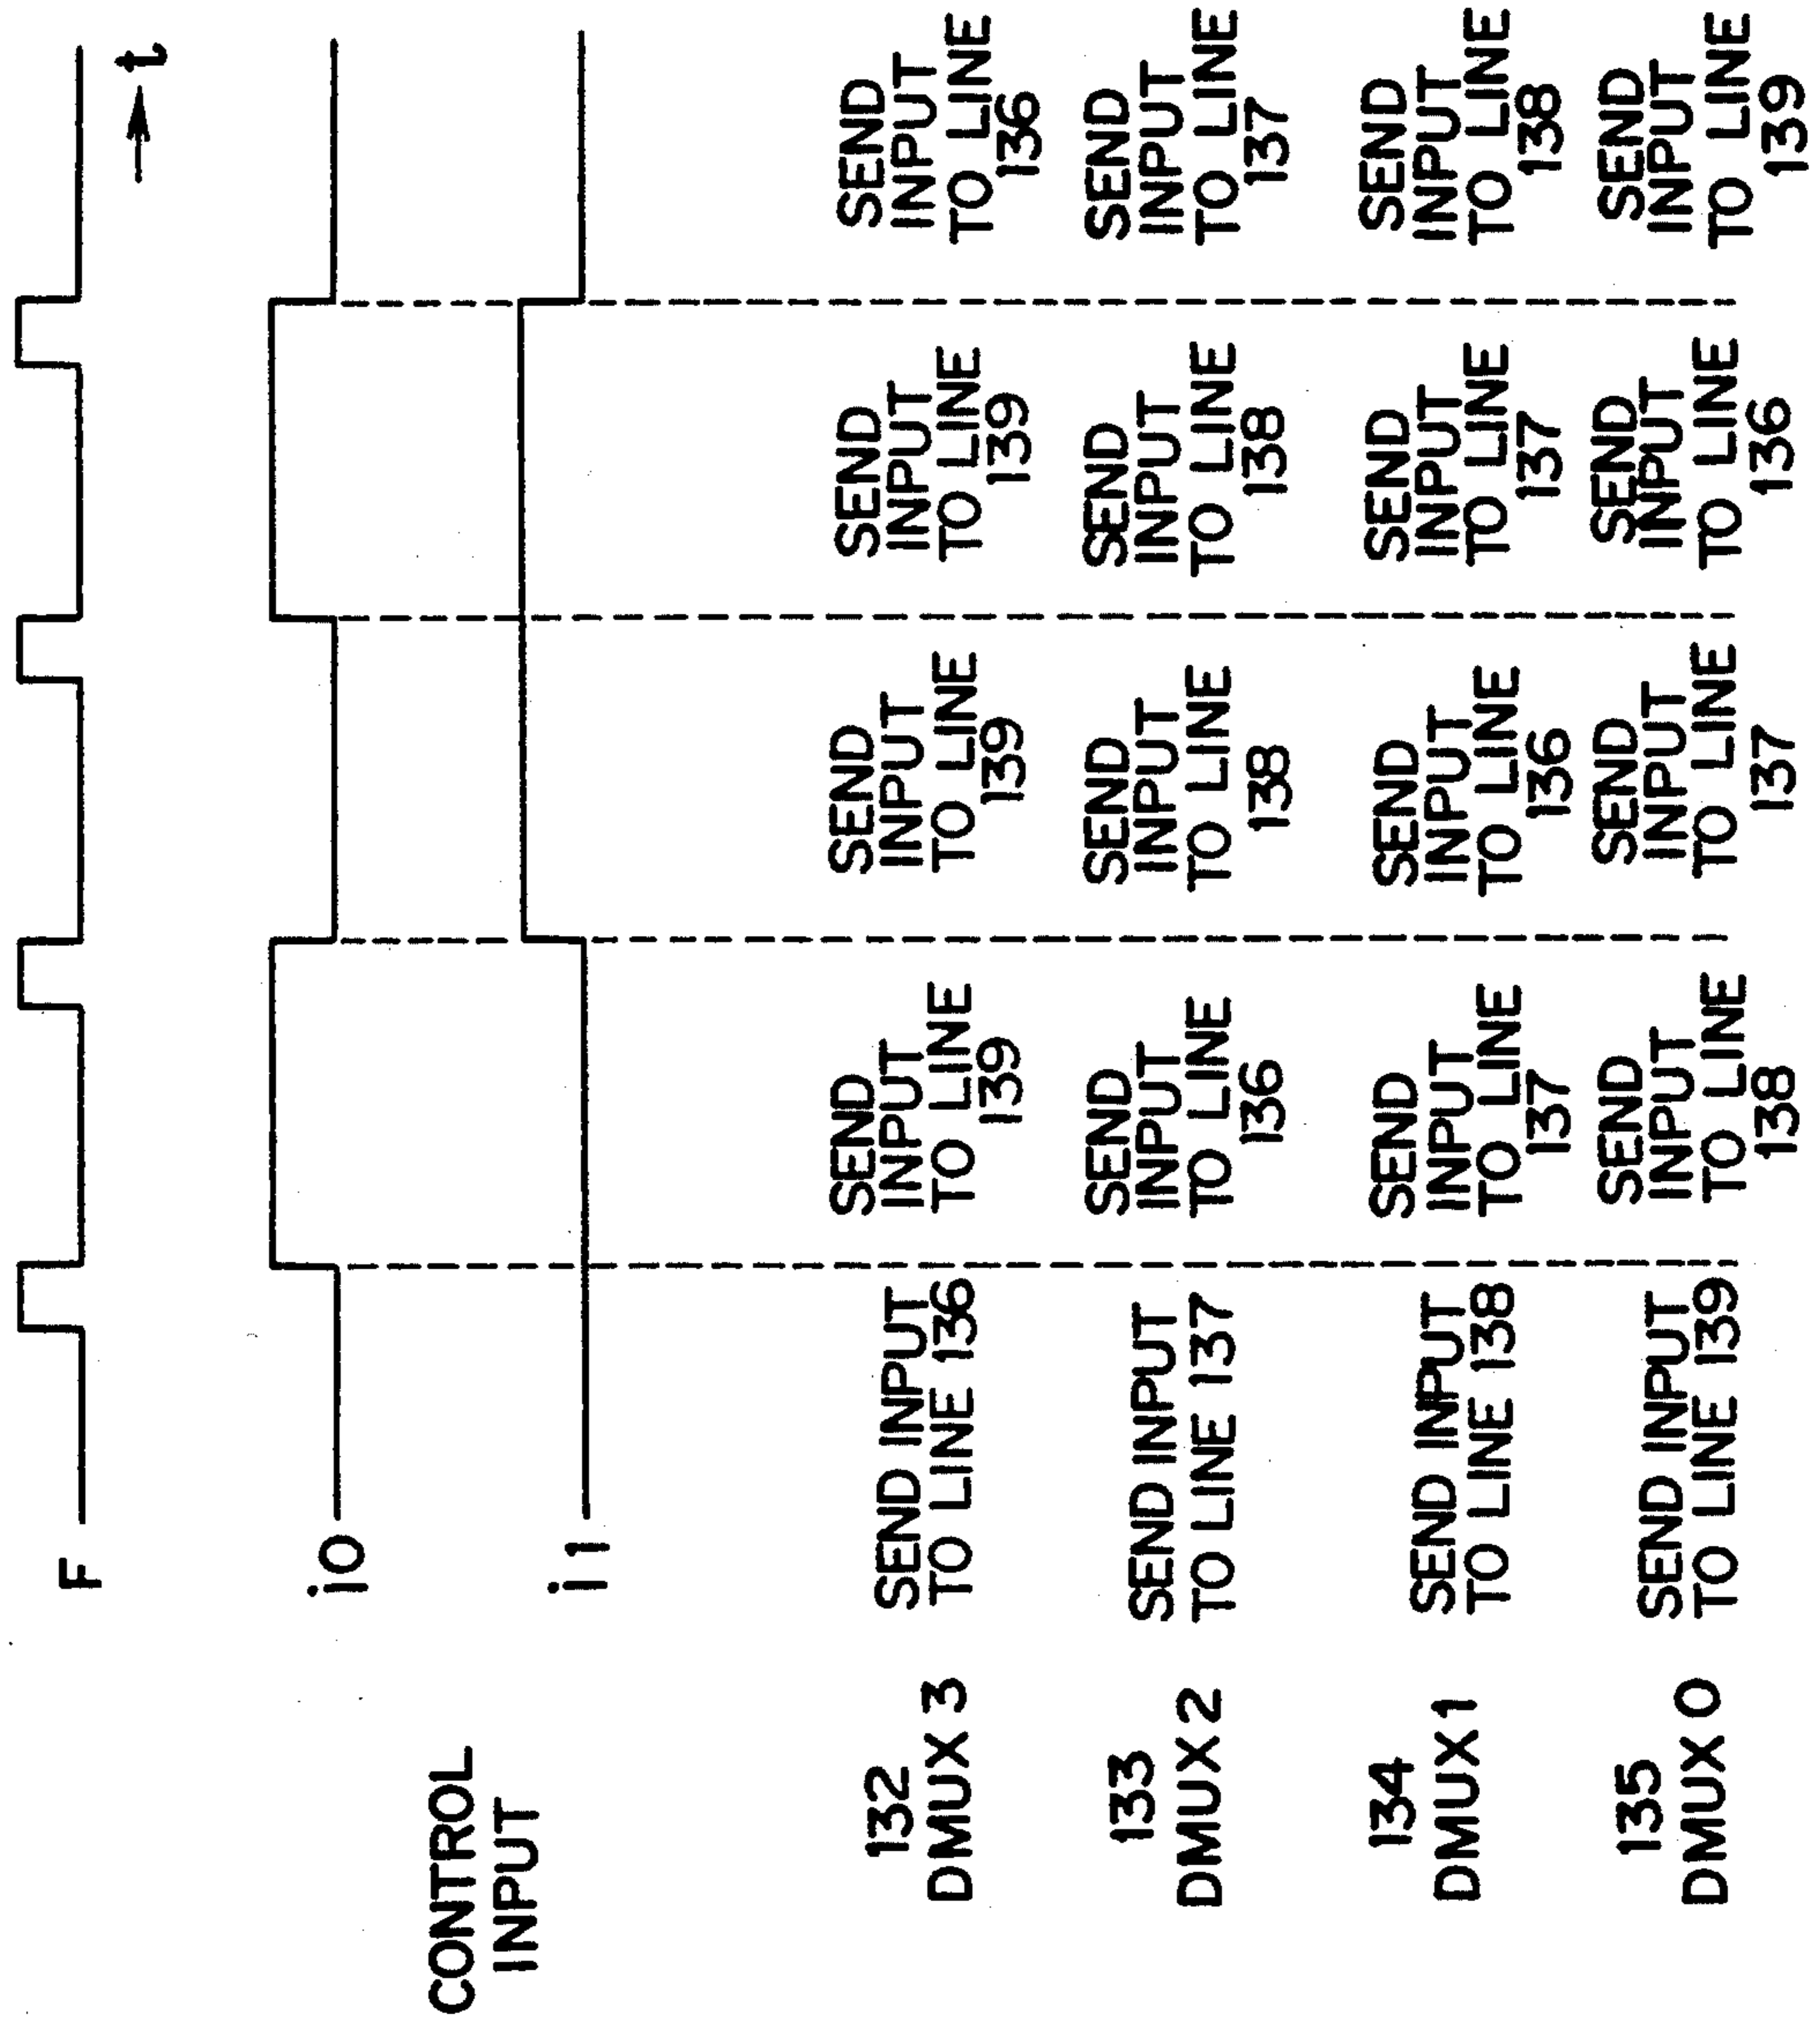 F
t
i0
i1
CONTROL
INPUT
132
DMUX 3
SEND INPUT
TO LINE 136
SEND
INPUT
TO LINE
139
SEND
INPUT
TO LINE
139
SEND
INPUT
TO LINE
139
SEND
INPUT
TO LINE
136
133
DMUX 2
SEND INPUT
TO LINE 137
SEND
INPUT
TO LINE
136
SEND
INPUT
TO LINE
138
SEND
INPUT
TO LINE
138
SEND
INPUT
TO LINE
137
134
DMUX 1
SEND INPUT
TO LINE 138
SEND
INPUT
TO LINE
137
SEND
INPUT
TO LINE
136
SEND
INPUT
TO LINE
137
SEND
INPUT
TO LINE
138
135
DMUX 0
SEND INPUT
TO LINE 139
SEND
INPUT
TO LINE
138
SEND
INPUT
TO LINE
137
SEND
INPUT
TO LINE
136
SEND
INPUT
TO LINE
139